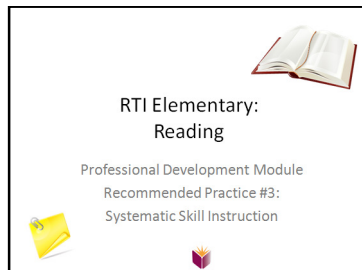 RTI Elementary:
Reading
Professional Development Module
Recommended Practice #3:
Systematic Skill Instruction